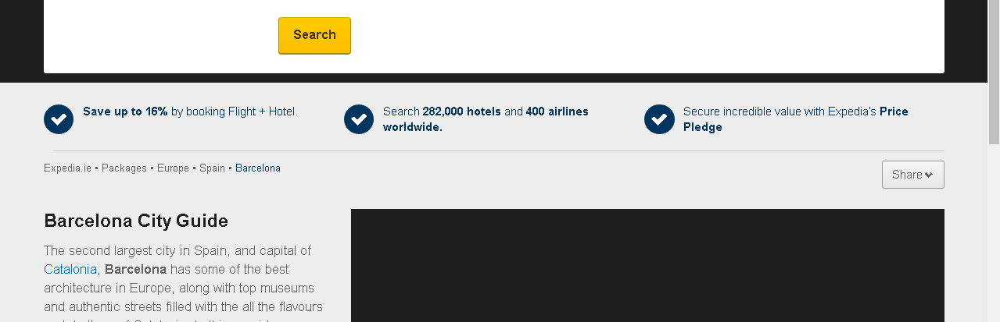 Search
Save up to 16% by booking Flight + Hotel.
Search 282,000 hotels and 400 airlines
worldwide.
Secure incredible value with Expedia's Price
Pledge
Expedia.ie • Packages • Europe • Spain • Barcelona
Share
Barcelona City Guide
The second largest city in Spain, and capital of
Catalonia, Barcelona has some of the best
architecture in Europe, along with top museums
and authentic streets filled with the all the flavours